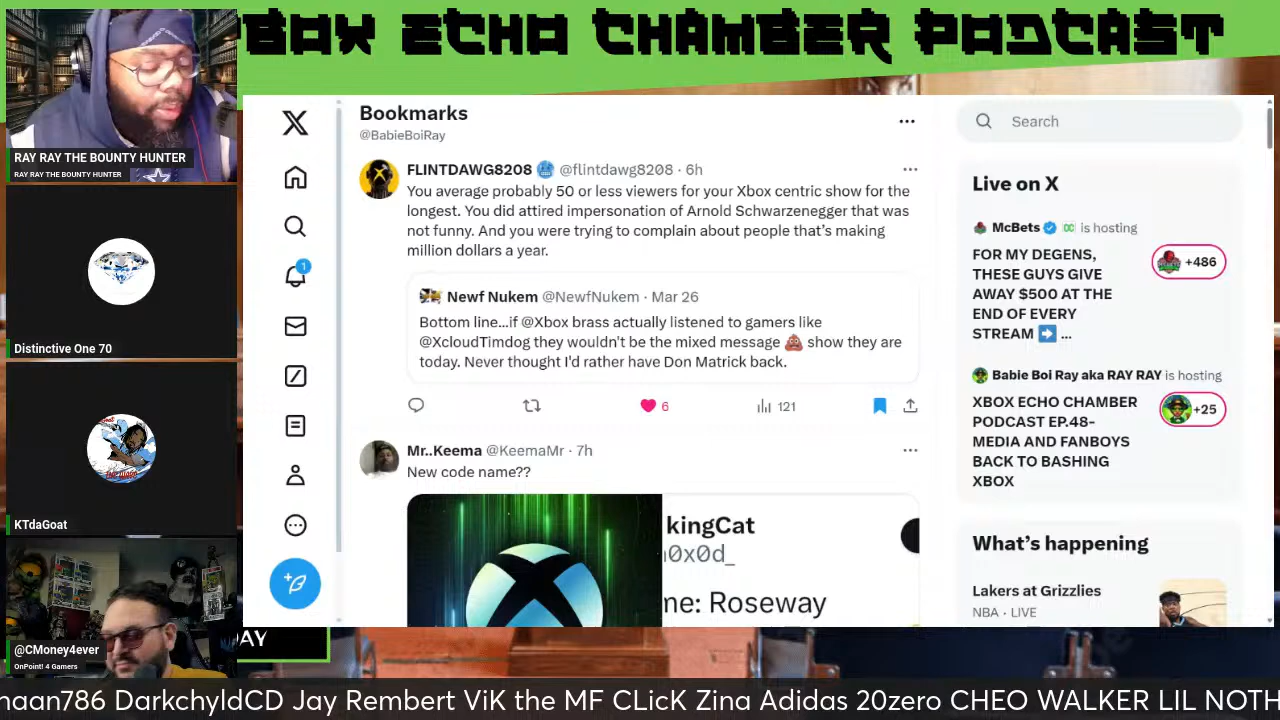 BOX ECHO CHAMBER PODCAST
RAY RAY THE BOUNTY HUNTER
RAY RAY THE BOUNTY HUNTER
Distinctive One 70
KTdaGoat
@CMoney4ever
OnPoint! 4 Gamers
Bookmarks
@BabieBoiRay
FLINTDAWG8208 🥶 @flintdawg8208 · 6h
You average probably 50 or less viewers for your Xbox centric show for the
longest. You did attired impersonation of Arnold Schwarzenegger that was
not funny. And you were trying to complain about people that's making
million dollars a year.
Newf Nukem @NewfNukem · Mar 26
Bottom line...if @Xbox brass actually listened to gamers like
@XcloudTimdog they wouldn't be the mixed message 💩 show they are
today. Never thought I'd rather have Don Matrick back.
6
121
Mr..Keema @KeemaMr · 7h
New code name??
kingCat
0x0d_
me: Roseway
1
Search
Live on X
McBets is hosting
FOR MY DEGENS,
THESE GUYS GIVE
AWAY $500 AT THE
END OF EVERY
STREAM ➡️ ...
+486
Babie Boi Ray aka RAY RAY is hosting
XBOX ECHO CHAMBER
PODCAST EP.48-
MEDIA AND FANBOYS
BACK TO BASHING
XBOX
+25
What's happening
Lakers at Grizzlies
NBA · LIVE
AY
haan786 DarkchyldCD Jay Rembert ViK the MF CLicK Zina Adidas 20zero CHEO WALKER LIL NOTH